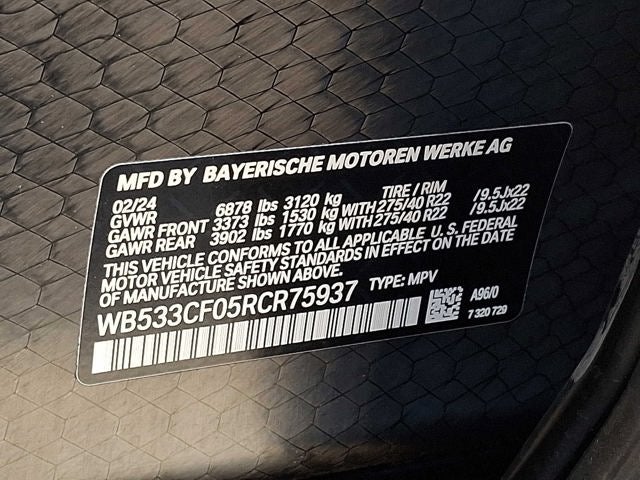 MFD BY BAYERISCHE MOTOREN WERKE AG
02/24 TIRE / RIM
GVWR 6878 lbs 3120 kg
GAWR FRONT 3373 lbs 1530 kg WITH 275/40 R22 /9.5Jx22
GAWR REAR 3902 lbs 1770 kg WITH 275/40 R22 /9.5Jx22
THIS VEHICLE CONFORMS TO ALL APPLICABLE U.S. FEDERAL
MOTOR VEHICLE SAFETY STANDARDS IN EFFECT ON THE DATE
OF MANUFACTURE SHOWN ABOVE.
WB533CF05RCR75937 TYPE: MPV
A96/0
7 320 729